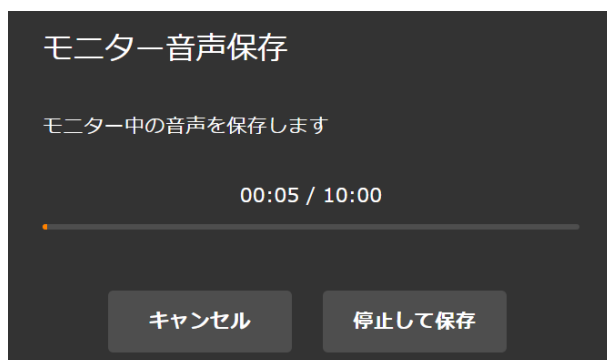 モニター音声保存
モニター中の音声を保存します
00:05 / 10:00
キャンセル
停止して保存